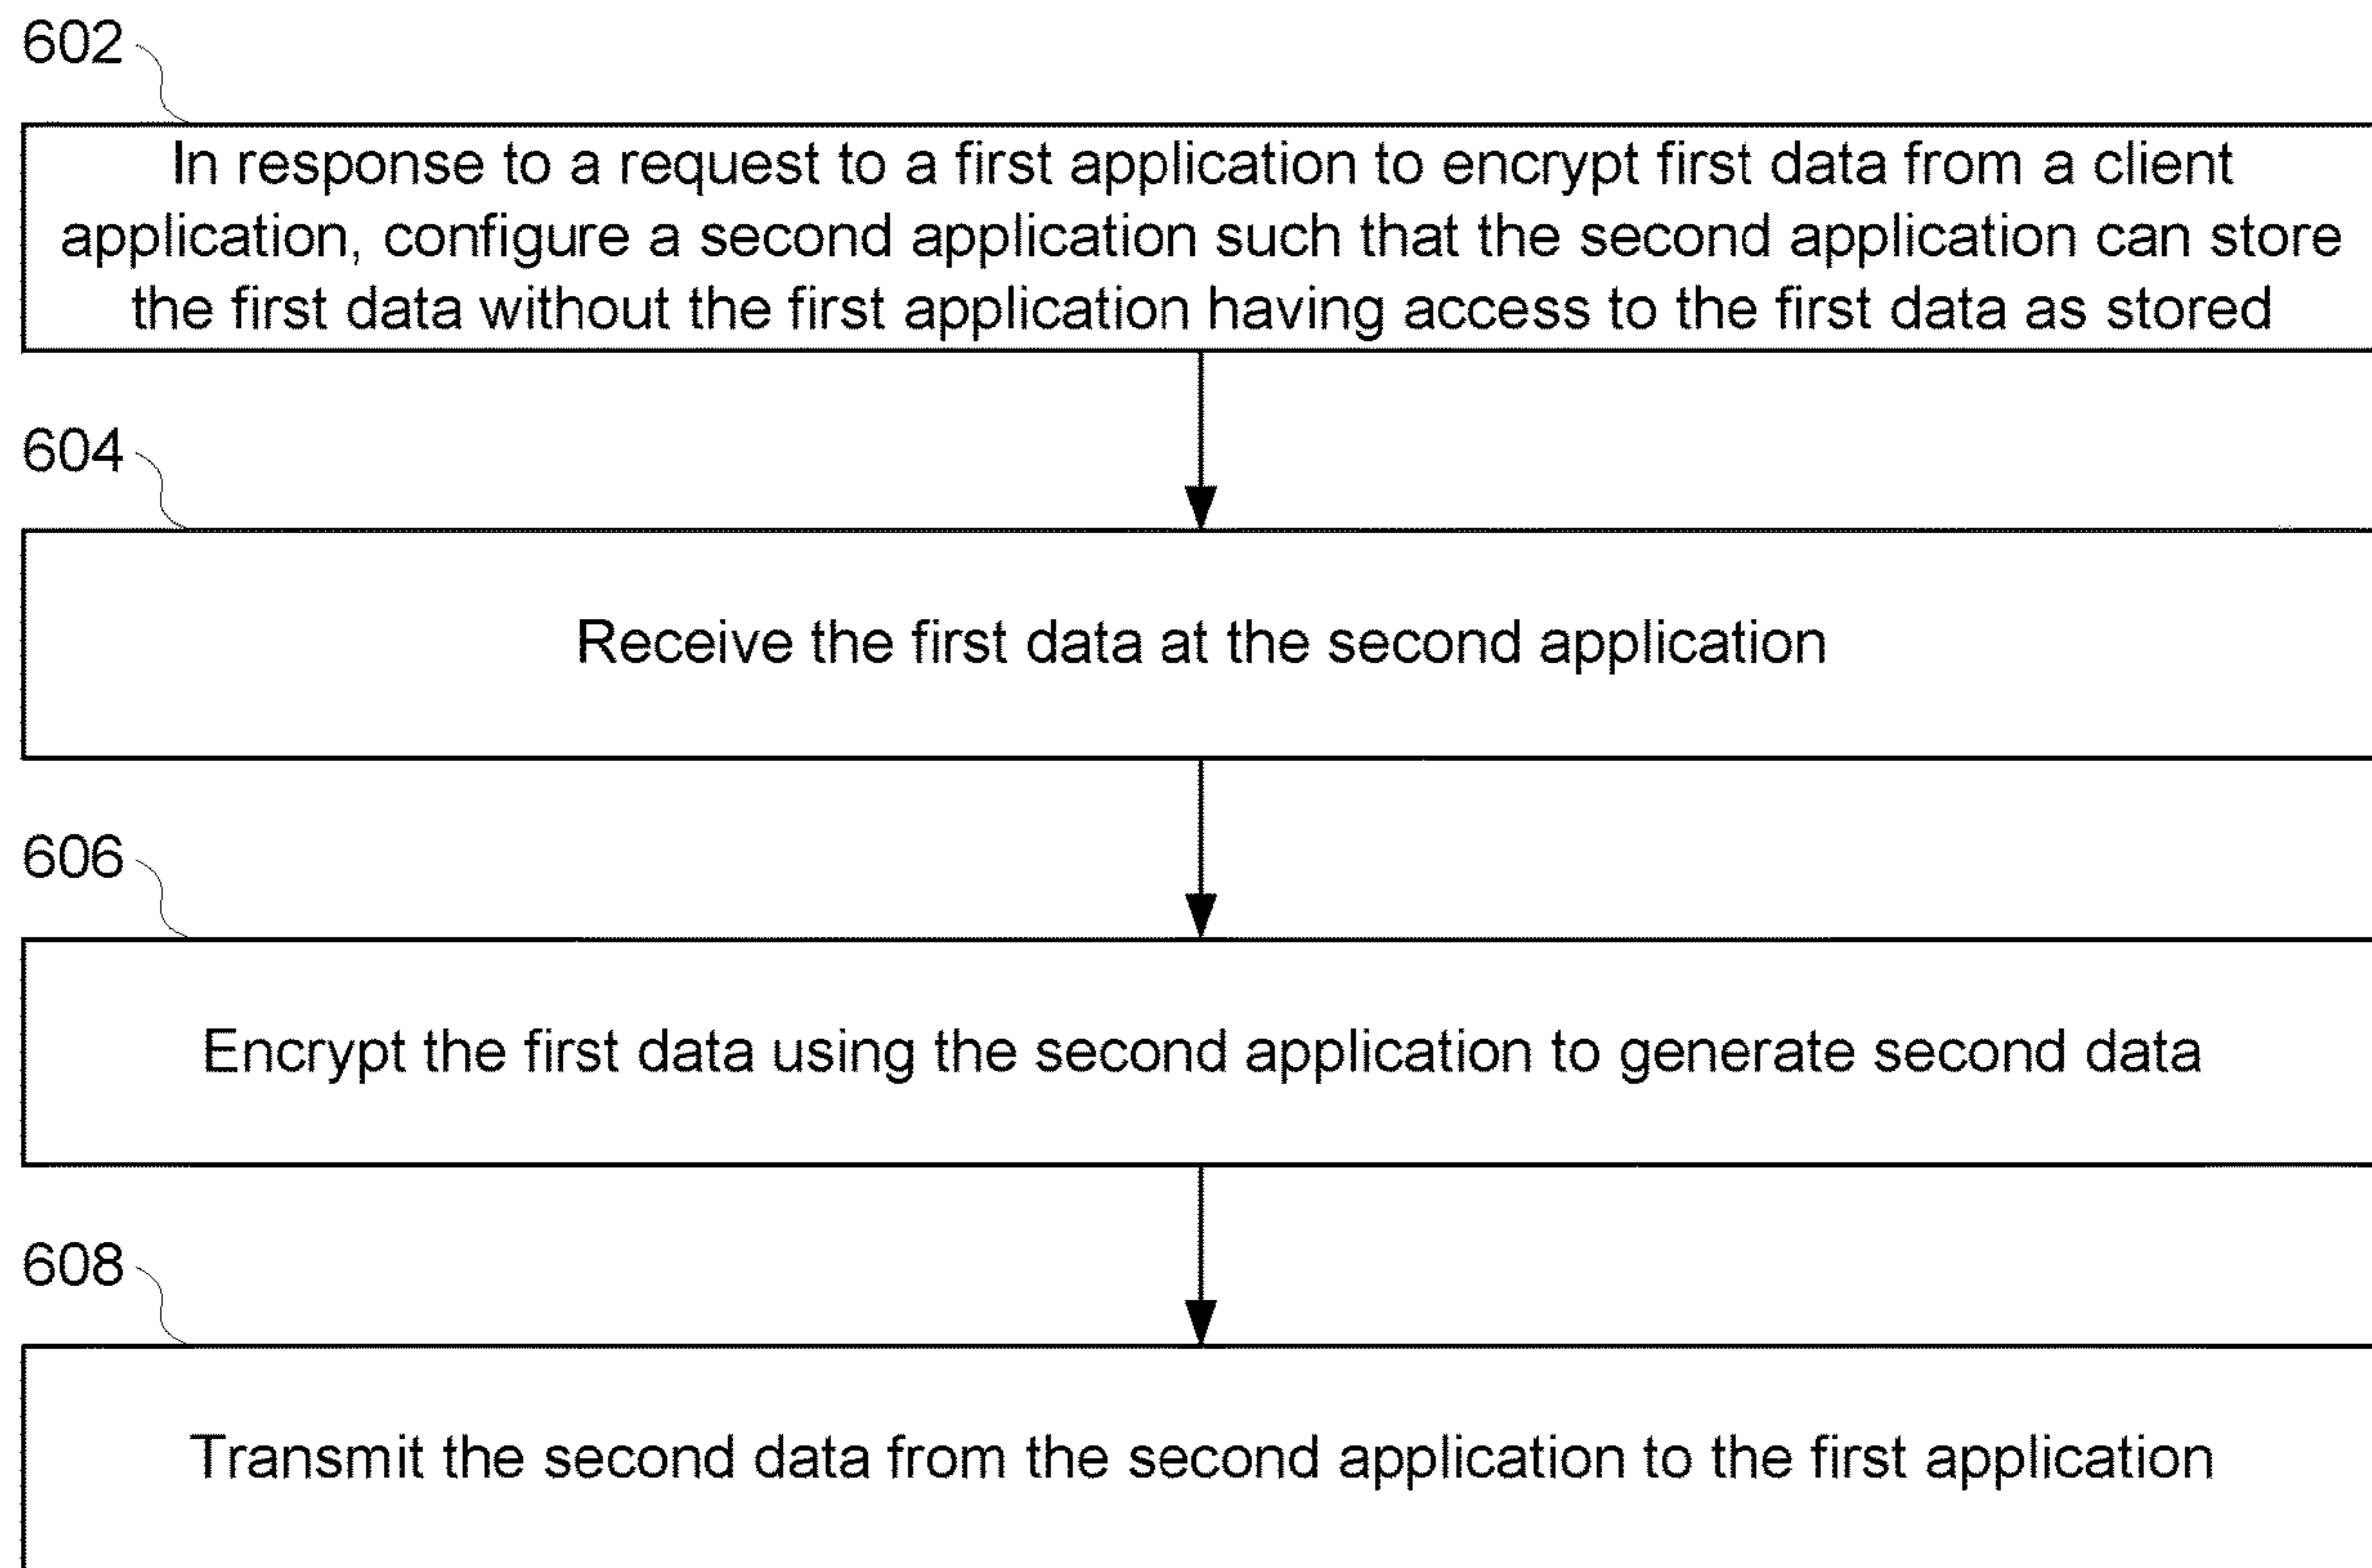 602
In response to a request to a first application to encrypt first data from a client
application, configure a second application such that the second application can store
the first data without the first application having access to the first data as stored
604
Receive the first data at the second application
606
Encrypt the first data using the second application to generate second data
608
Transmit the second data from the second application to the first application